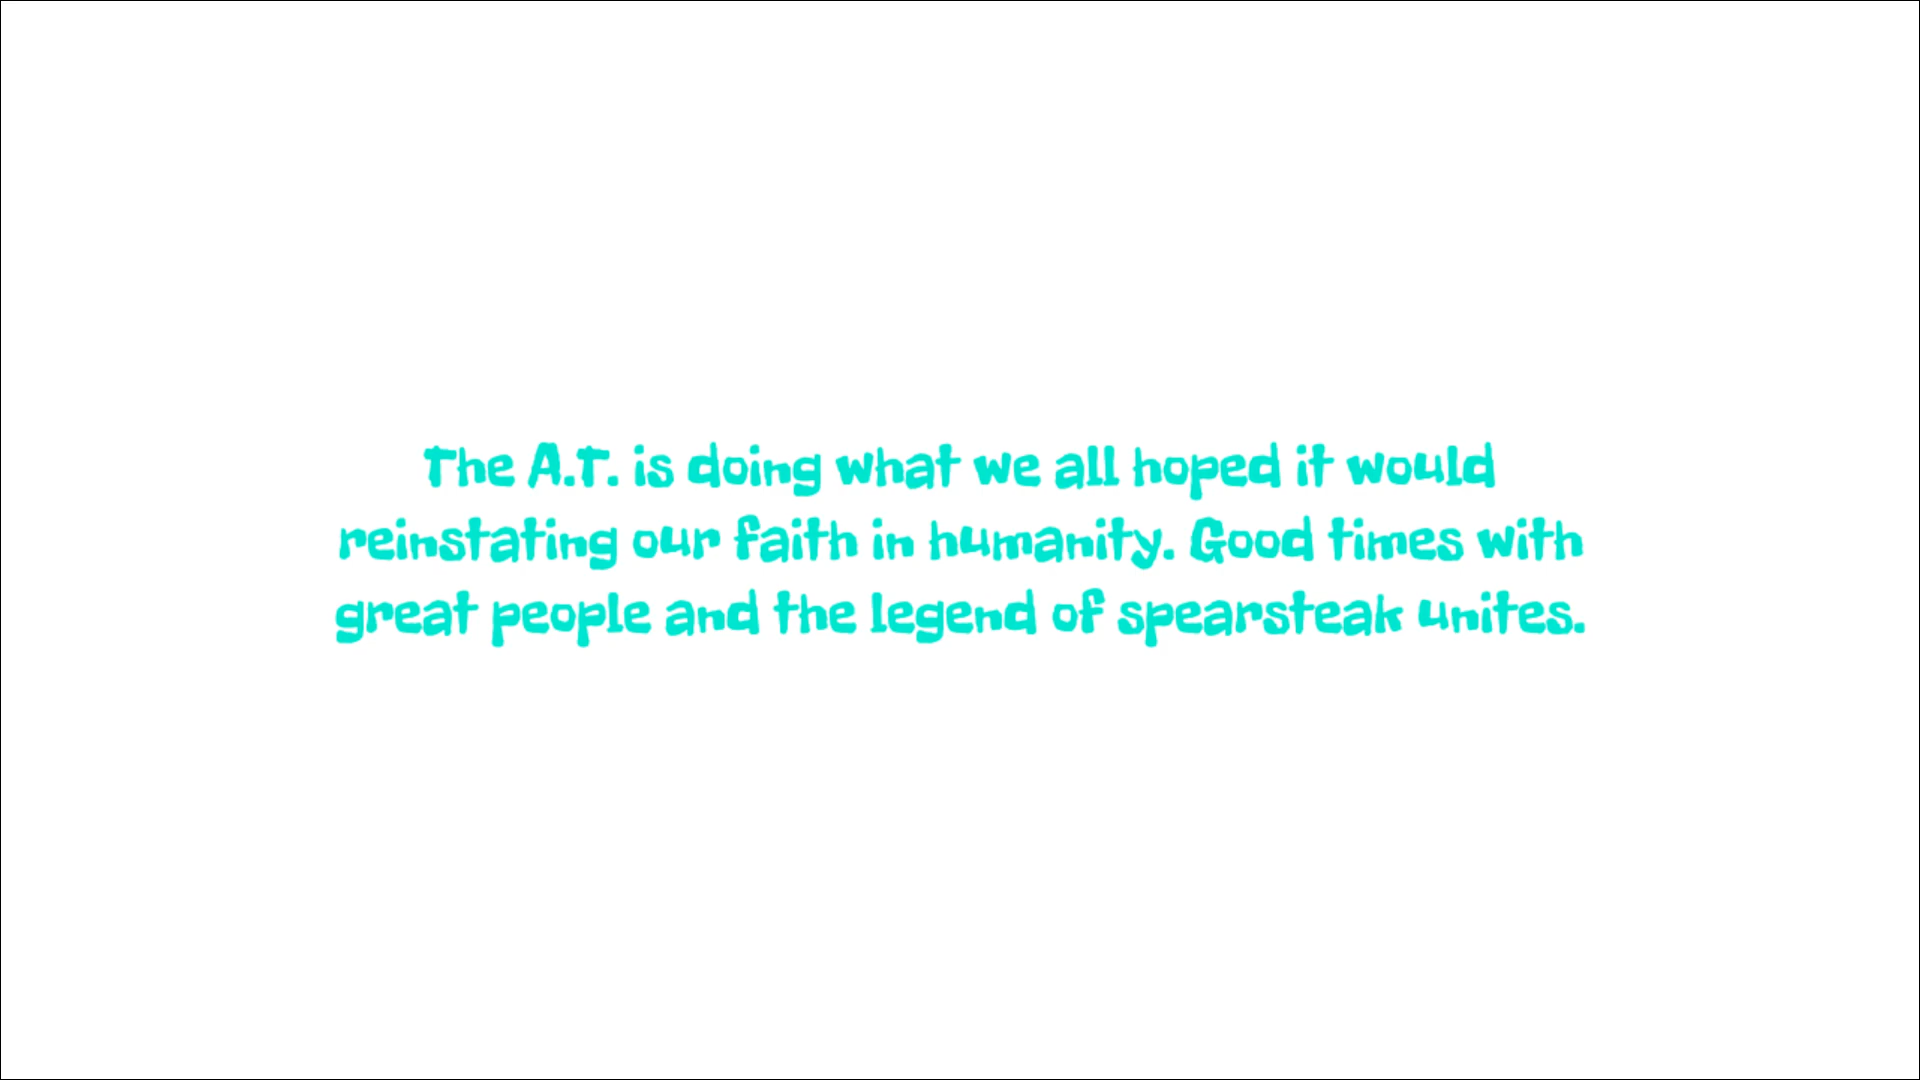 The A.T. is doing what we all hoped it would
reinstating our faith in humanity. Good times with
great people and the legend of spearsteak unites.